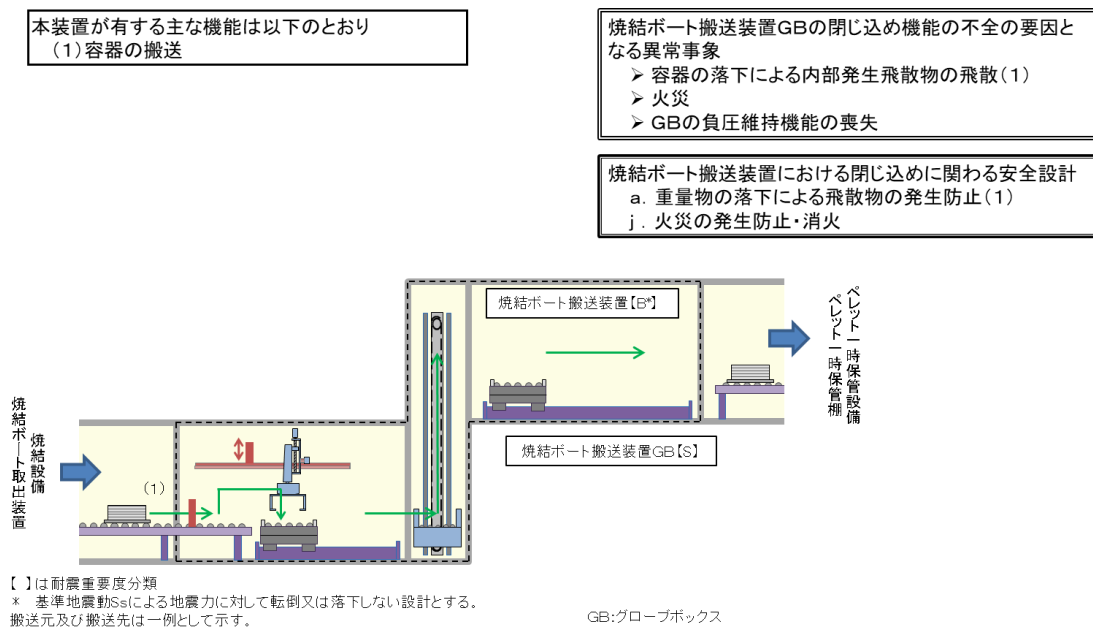 本装置が有する主な機能は以下のとおり
（１）容器の搬送
焼結ボート搬送装置GBの閉じ込め機能の不全の要因と
なる異常事象
➢ 容器の落下による内部発生飛散物の飛散（１）
➢ 火災
➢ GBの負圧維持機能の喪失
焼結ボート搬送装置における閉じ込めに関わる安全設計
a．重量物の落下による飛散物の発生防止（１）
j．火災の発生防止・消火
焼結ボート搬送装置【B*】
ペレット一時保管設備
ペレット一時保管棚
焼結ボート搬送装置GB【S】
焼結設備
焼結ボート取出装置
（１）
【 】は耐震重要度分類
＊ 基準地震動Ssによる地震力に対して転倒又は落下しない設計とする。
搬送元及び搬送先は一例として示す。
GB:グローブボックス